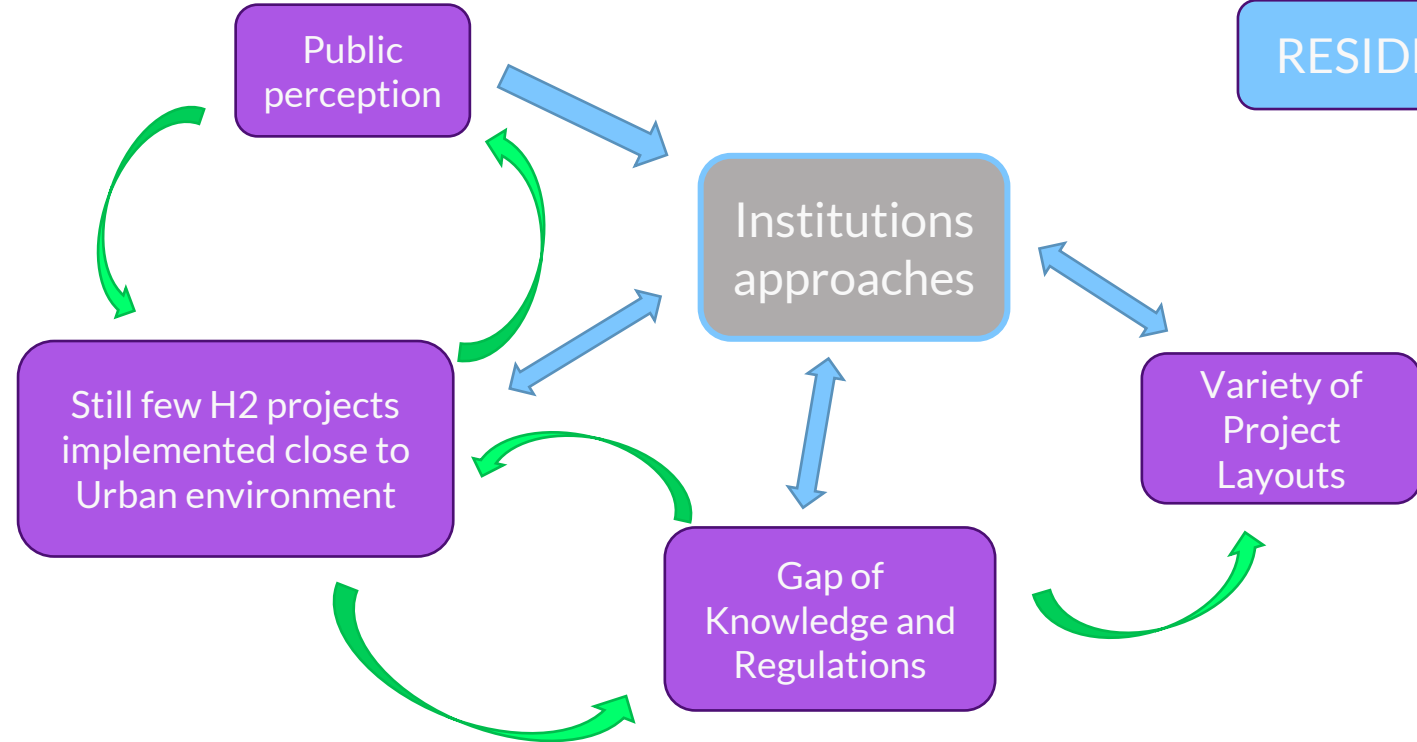 Public
perception
RESID
Institutions
approaches
Still few H2 projects
implemented close to
Urban environment
Variety of
Project
Layouts
Gap of
Knowledge and
Regulations